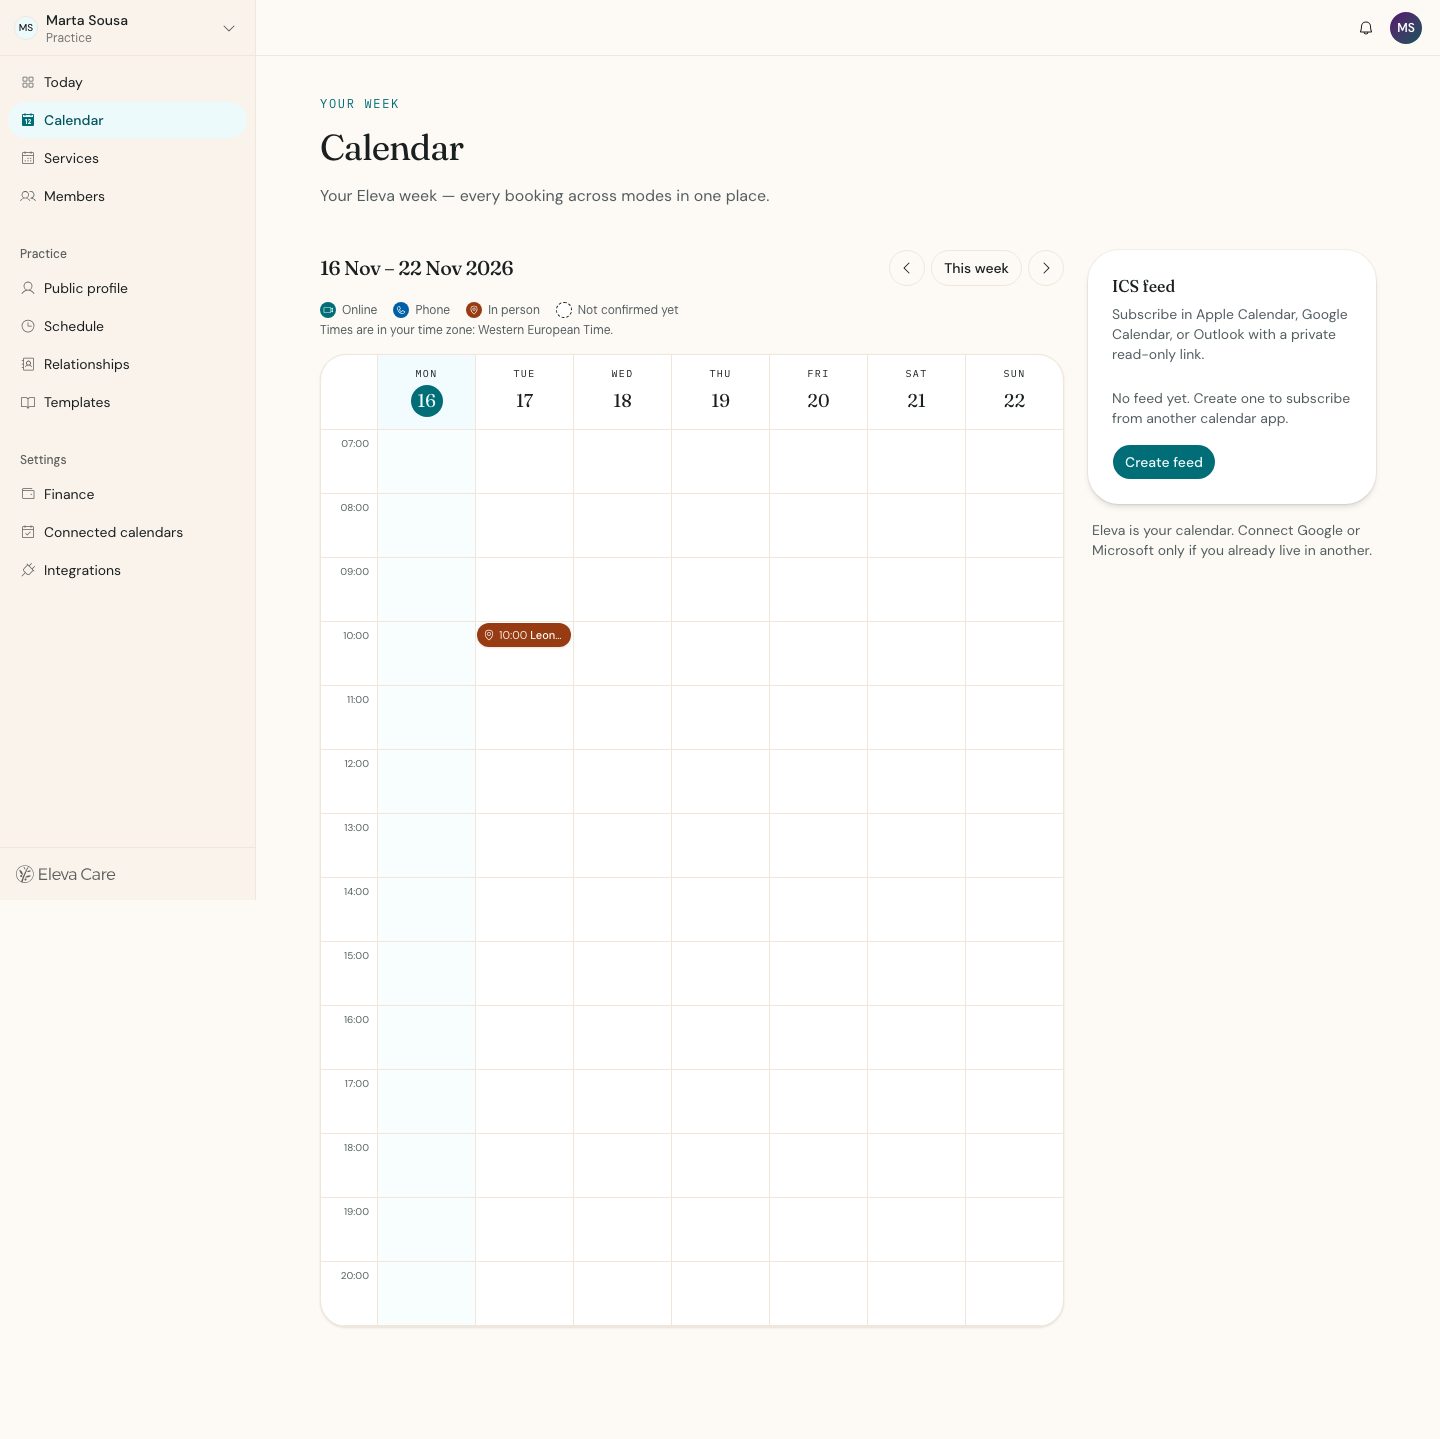 MS
Marta Sousa
Practice
MS
Today
12
Calendar
Services
Members
Practice
Public profile
Schedule
Relationships
Templates
Settings
Finance
Connected calendars
Integrations
Eleva Care
YOUR WEEK
Calendar
Your Eleva week — every booking across modes in one place.
16 Nov – 22 Nov 2026
This week
Online Phone In person Not confirmed yet
Times are in your time zone: Western European Time.
MON TUE WED THU FRI SAT SUN
16 17 18 19 20 21 22
07:00
08:00
09:00
10:00
10:00 Leon...
11:00
12:00
13:00
14:00
15:00
16:00
17:00
18:00
19:00
20:00
ICS feed
Subscribe in Apple Calendar, Google
Calendar, or Outlook with a private
read-only link.
No feed yet. Create one to subscribe
from another calendar app.
Create feed
Eleva is your calendar. Connect Google or
Microsoft only if you already live in another.